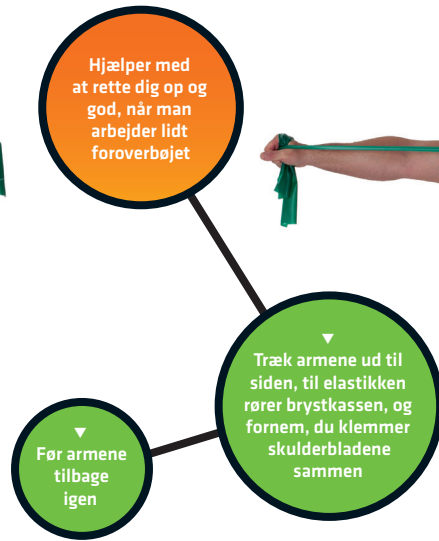 Hjælper med
at rette dig op og
god, når man
arbejder lidt
foroverbøjet
▼
Træk armene ud til
siden, til elastikken
rører brystkassen, og
fornem, du klemmer
skulderbladene
sammen
▼
Før armene
tilbage
igen